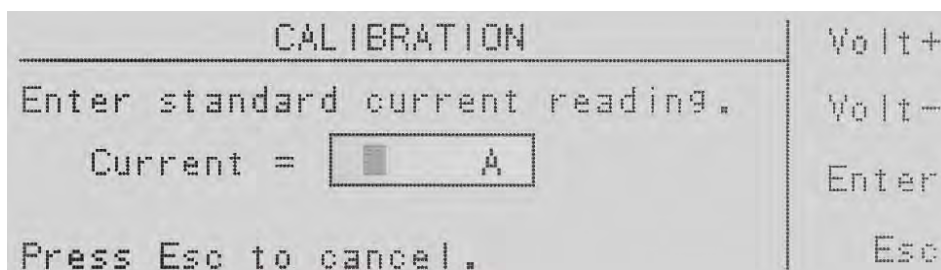 CALIBRATION
Enter standard current reading.
Current = A
Press Esc to cancel.
Volt+
Volt-
Enter
Esc